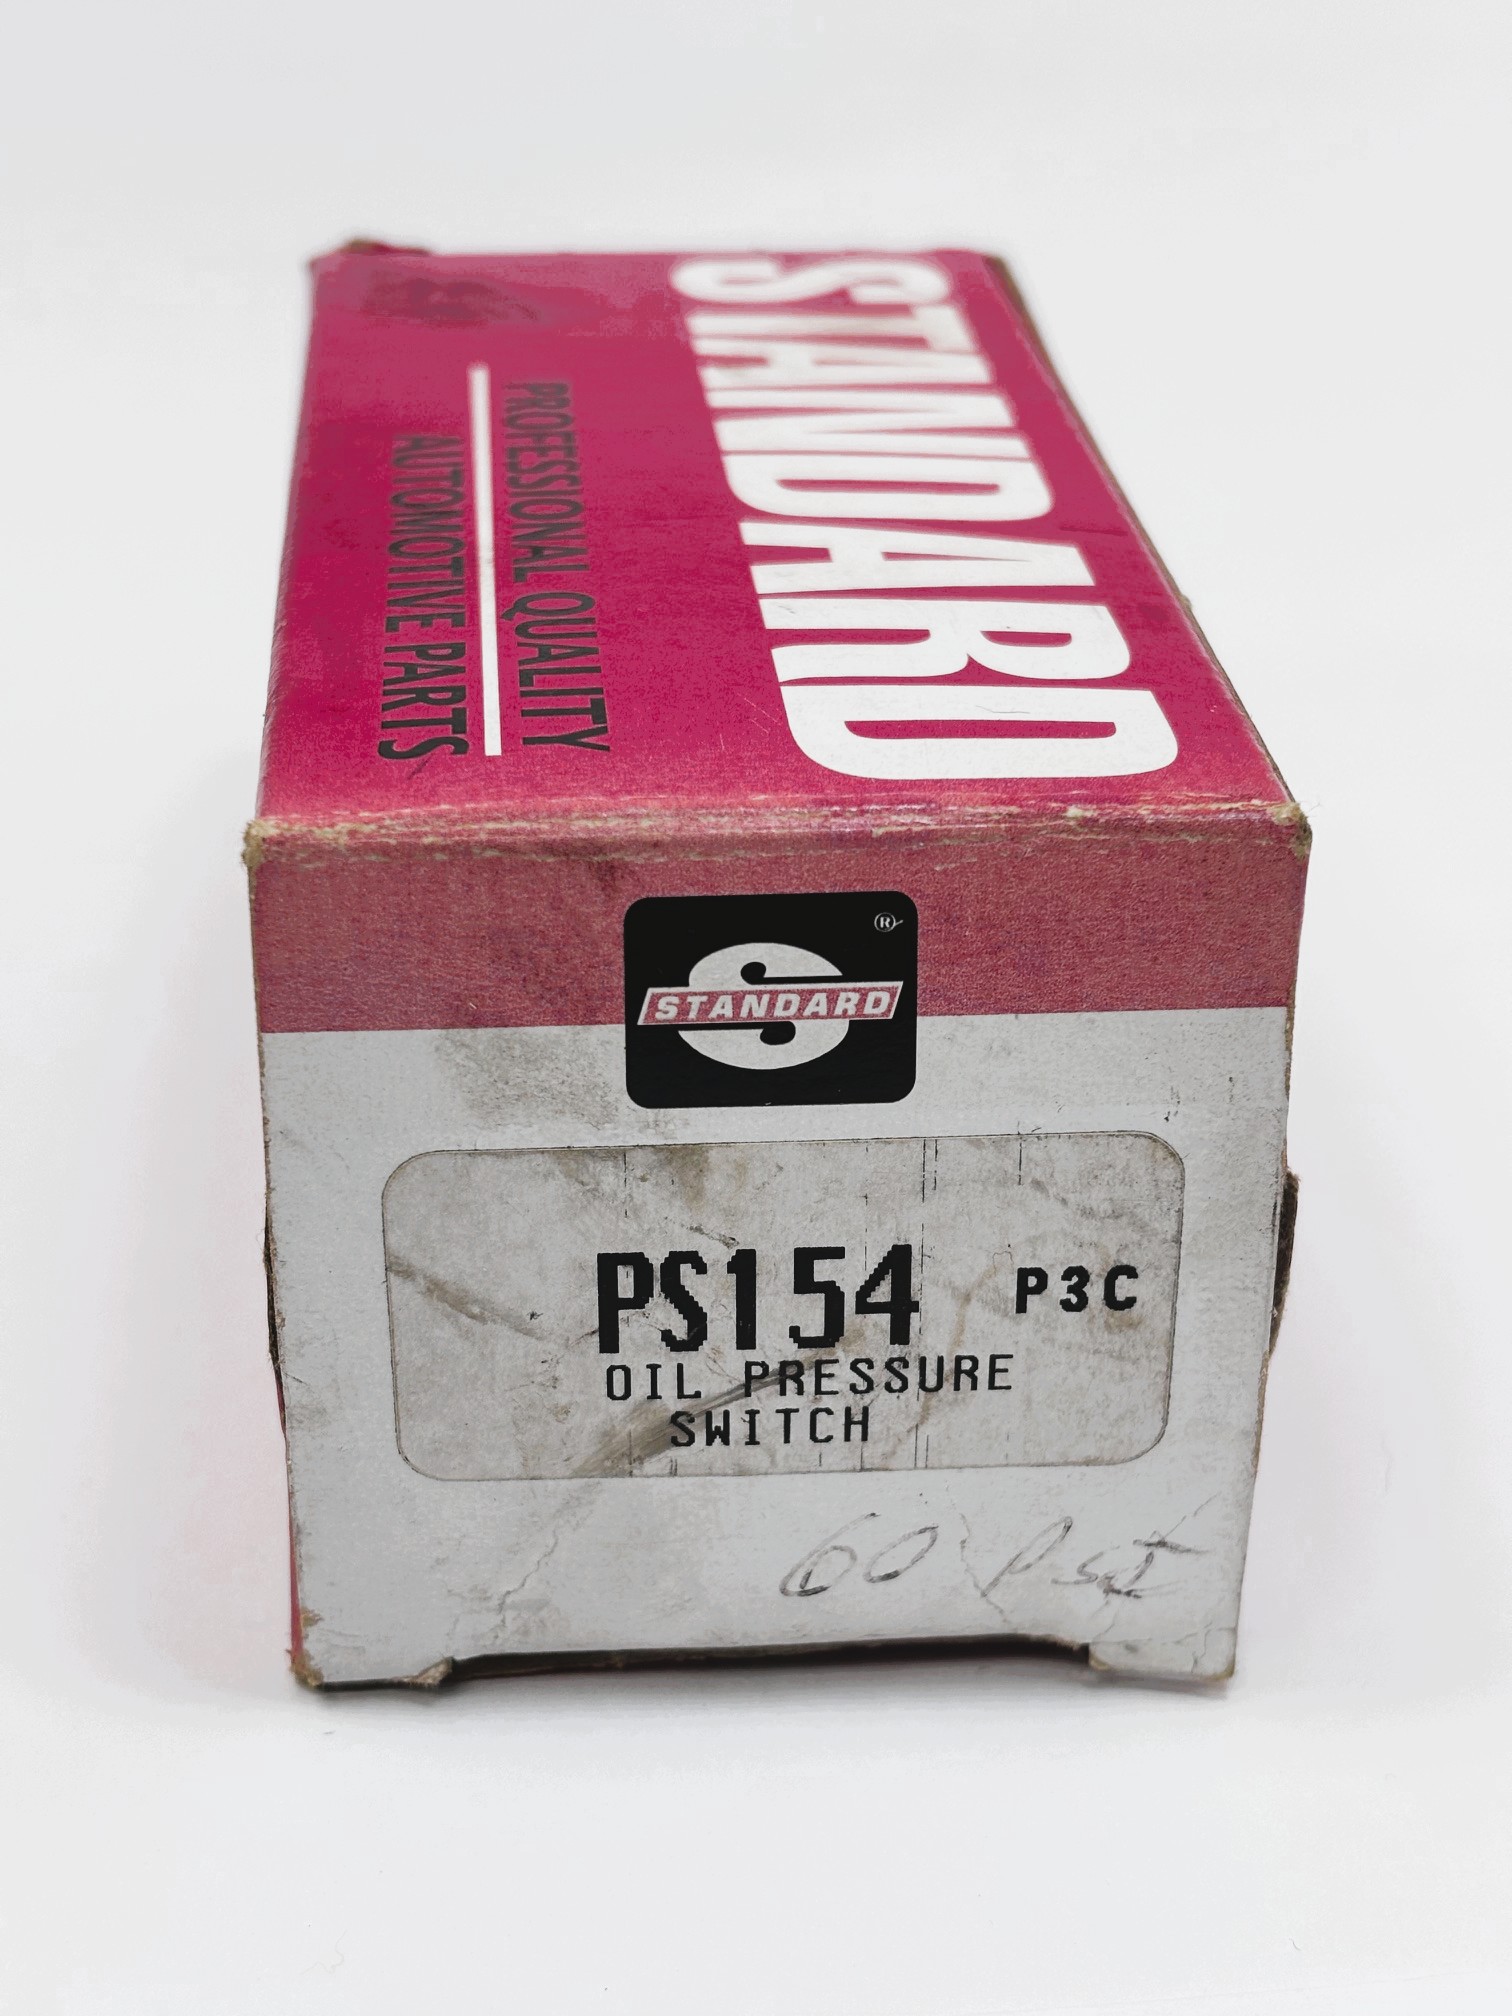 STANDARD
PROFESSIONAL QUALITY
AUTOMOTIVE PARTS
®
STANDARD
PS154 P3C
OIL PRESSURE
SWITCH
60 PSI